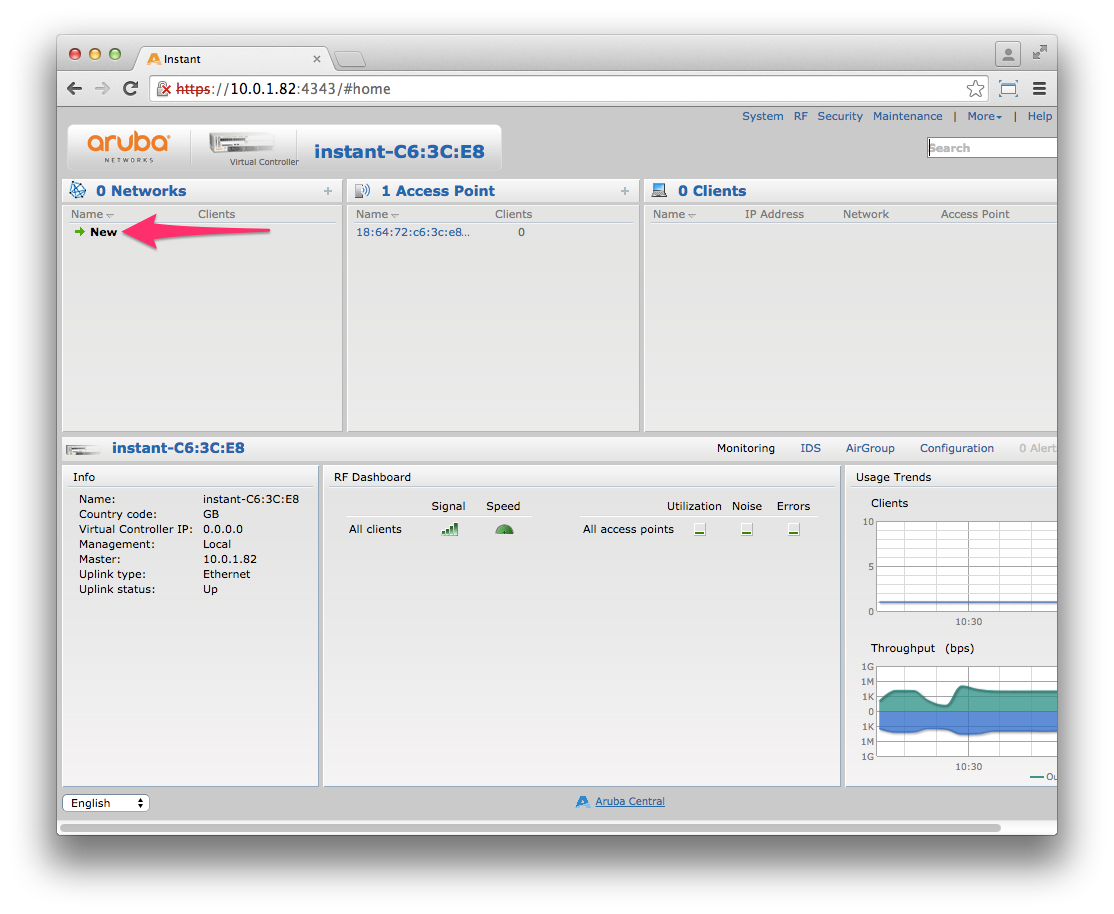 Instant
https://10.0.1.82:4343/#home
System RF Security Maintenance | More | Help
aruba NETWORKS
Virtual Controller
instant-C6:3C:E8
Search
0 Networks +
Name Clients
New
1 Access Point +
Name Clients
18:64:72:c6:3c:e8... 0
0 Clients
Name IP Address Network Access Point
instant-C6:3C:E8
Monitoring IDS AirGroup Configuration 0 Alert
Info
Name: instant-C6:3C:E8
Country code: GB
Virtual Controller IP: 0.0.0.0
Management: Local
Master: 10.0.1.82
Uplink type: Ethernet
Uplink status: Up
RF Dashboard
Signal Speed
All clients
Utilization Noise Errors
All access points
Usage Trends
Clients
10
5
0
10:30
Throughput (bps)
1G
1M
1K
0
1K
1M
1G
10:30
Ou
English
Aruba Central